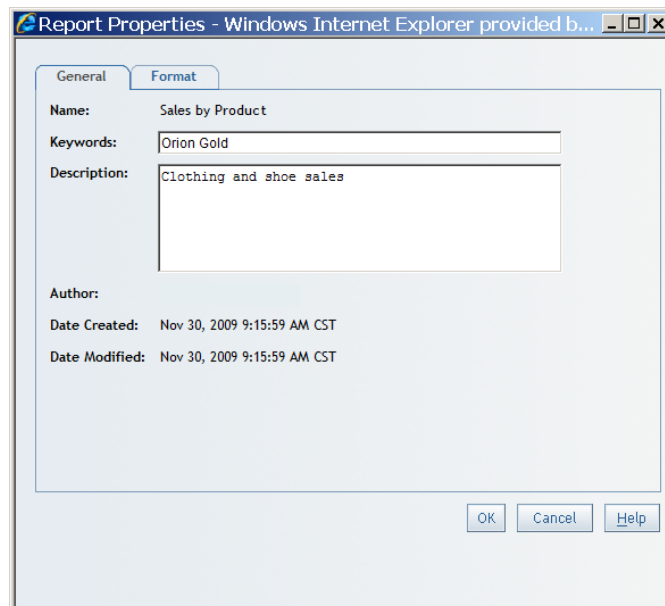 Report Properties - Windows Internet Explorer provided b...
General Format
Name: Sales by Product
Keywords: Orion Gold
Description: Clothing and shoe sales
Author:
Date Created: Nov 30, 2009 9:15:59 AM CST
Date Modified: Nov 30, 2009 9:15:59 AM CST
OK Cancel Help